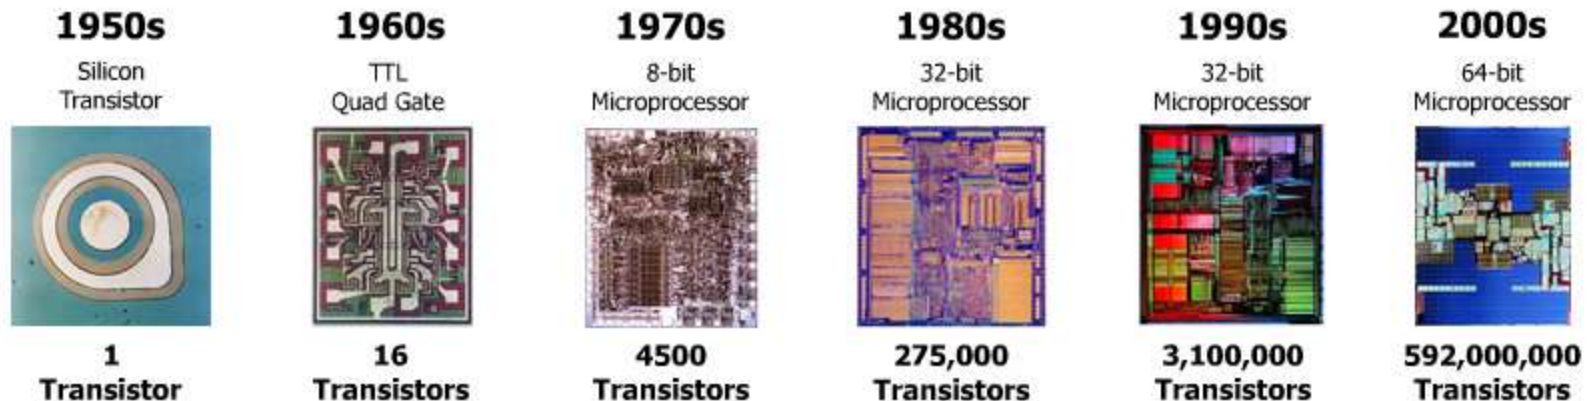 1950s
Silicon
Transistor
1
Transistor
1960s
TTL
Quad Gate
16
Transistors
1970s
8-bit
Microprocessor
4500
Transistors
1980s
32-bit
Microprocessor
275,000
Transistors
1990s
32-bit
Microprocessor
3,100,000
Transistors
2000s
64-bit
Microprocessor
592,000,000
Transistors